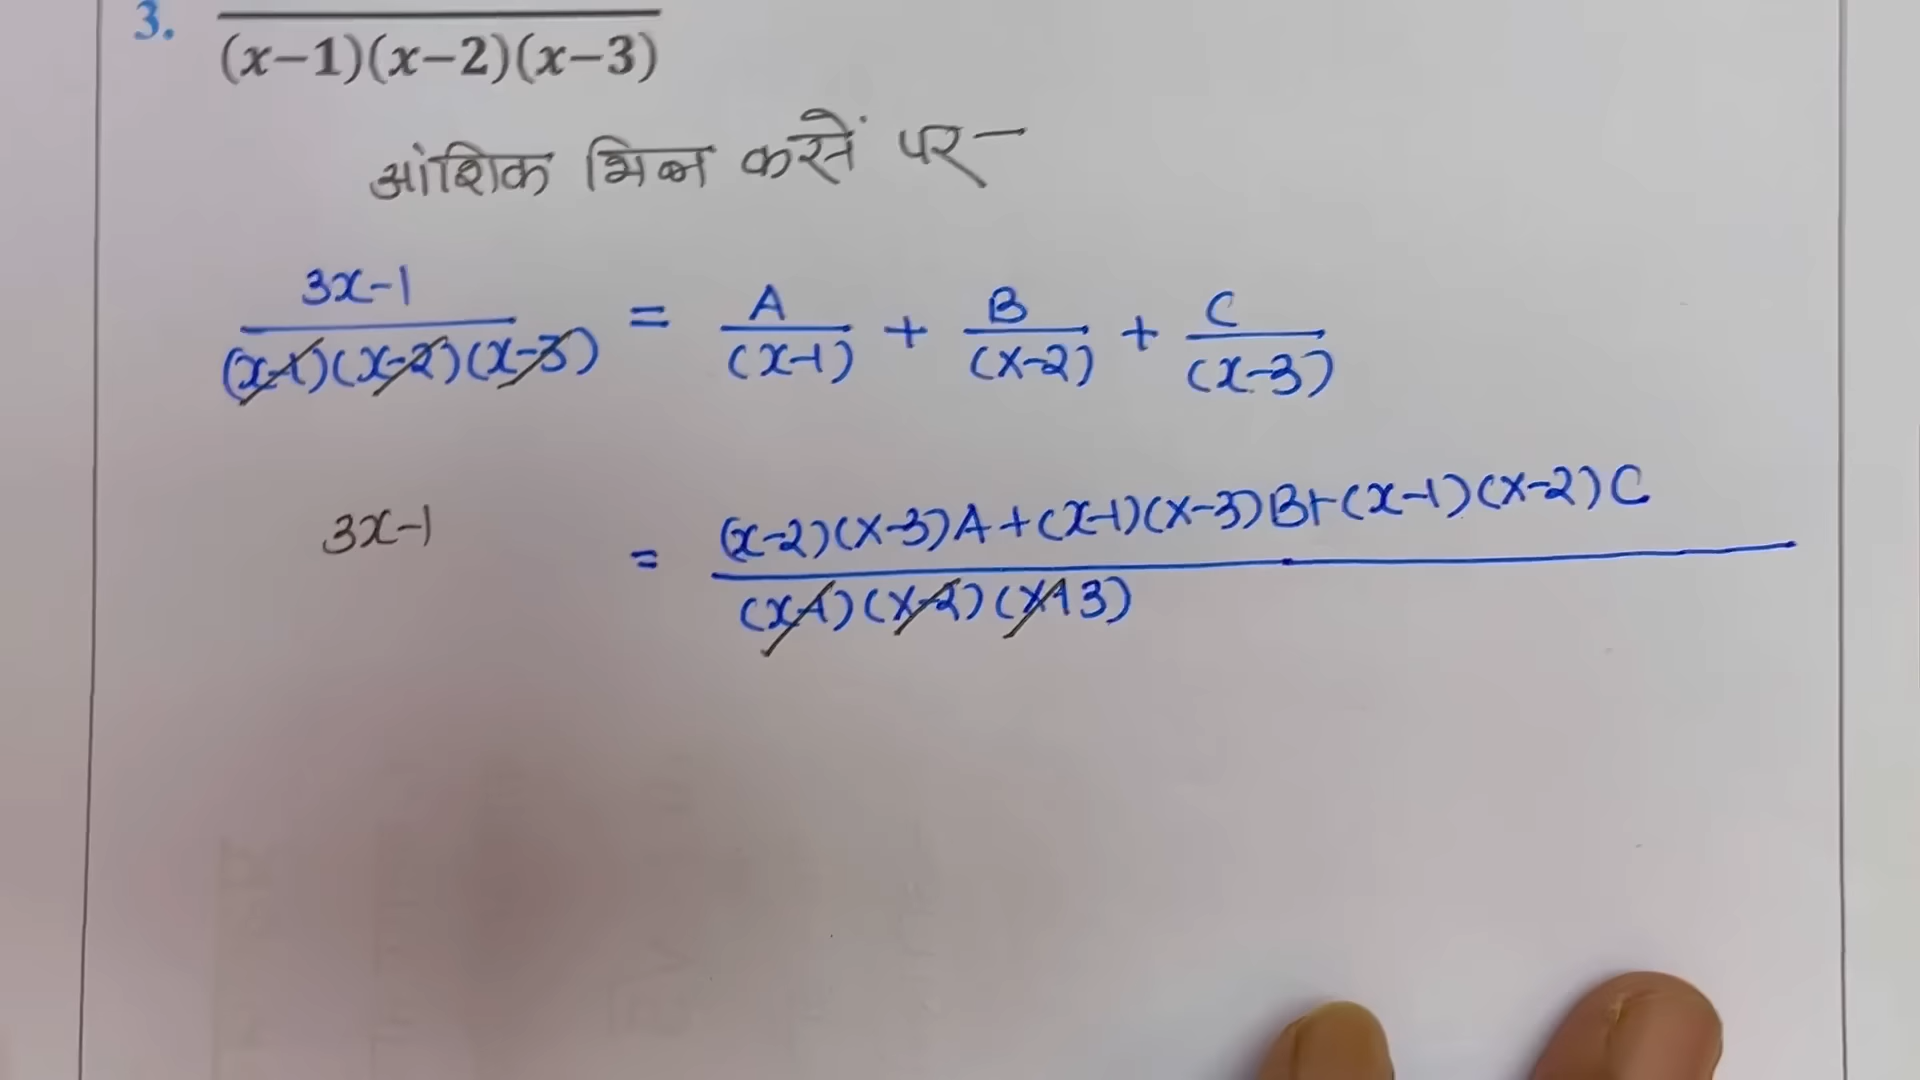 3.
(x−1)(x−2)(x−3)
आंशिक भिन्न करने पर −
3x-1 / (x-1)(x-2)(x-3) = A/(x-1) + B/(x-2) + C/(x-3)
3x-1 = (x-2)(x-3)A+(x-1)(x-3)B+(x-1)(x-2)C / (x-1)(x-2)(x-13)